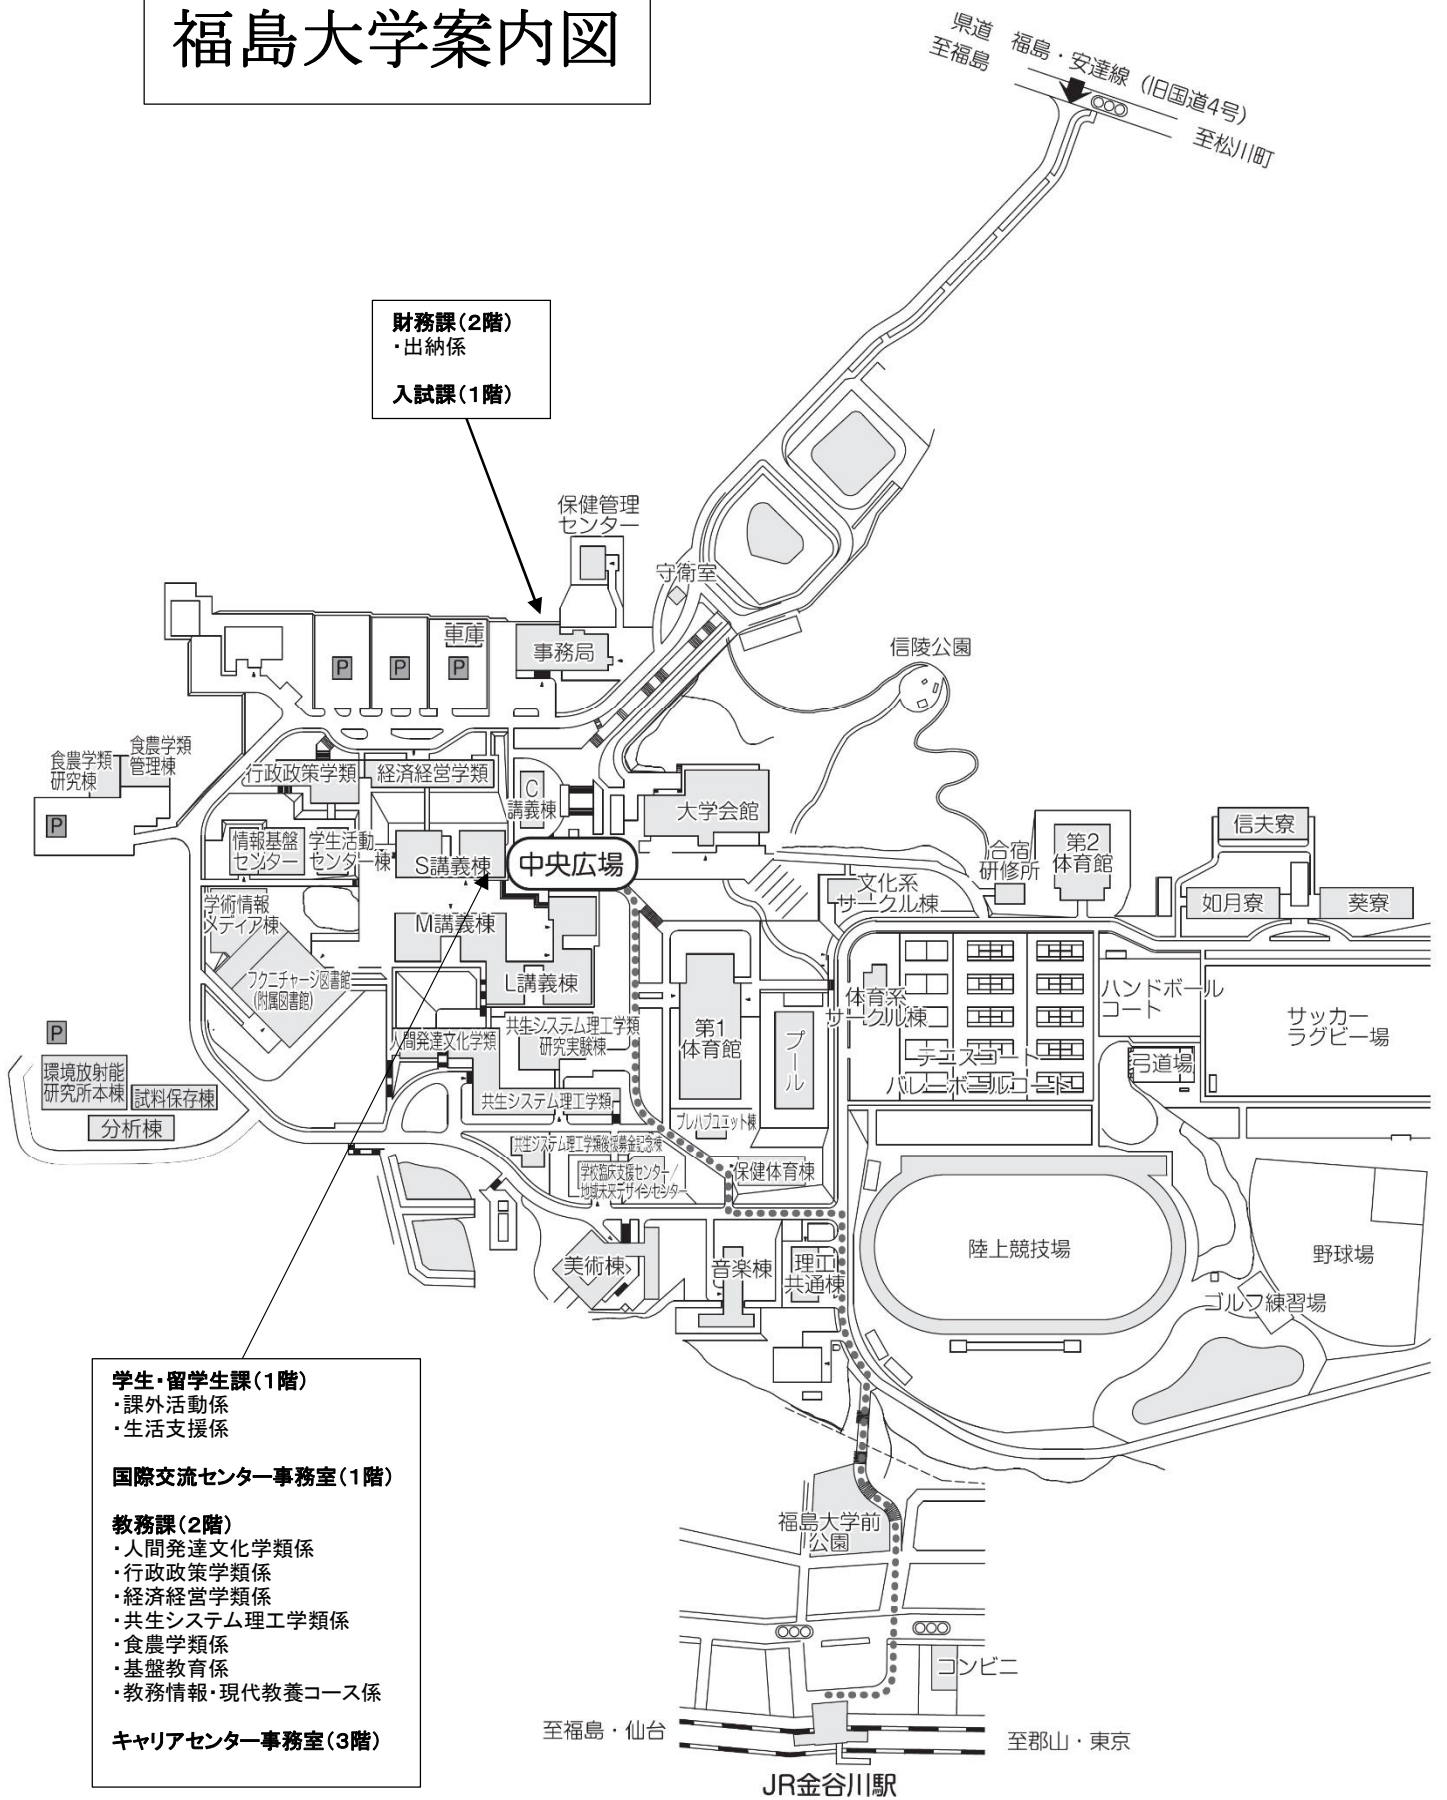 福島大学案内図
県道 福島・安達線（旧国道4号）
至福島
至松川町
財務課（2階）
・出納係
入試課（1階）
保健管理
センター
守衛室
車庫
P
P
P
事務局
信陵公園
食農学類
研究棟
食農学類
管理棟
P
行政政策学類
経済経営学類
C
講義棟
大学会館
情報基盤
センター
学生活動
センター棟
S講義棟
中央広場
合宿
研修所
第2
体育館
信夫寮
如月寮
葵寮
文化系
サークル棟
学術情報
メディア棟
M講義棟
L講義棟
フクニチャージ図書館
(附属図書館)
人間発達文化学類
共生システム理工学類
研究実験棟
第1
体育館
プール
体育系
サークル棟
テニスコート
バレーボールコート
ハンドボール
コート
弓道場
サッカー
ラグビー場
P
環境放射能
研究所本棟
試料保存棟
分析棟
共生システム理工学類
プレハブユニット棟
共生システム理工学類後援募金記念棟
学校臨床支援センター／
地域未来デザインセンター
保健体育棟
美術棟
音楽棟
理工
共通棟
陸上競技場
野球場
ゴルフ練習場
学生・留学生課（1階）
・課外活動係
・生活支援係
国際交流センター事務室（1階）
教務課（2階）
・人間発達文化学類係
・行政政策学類係
・経済経営学類係
・共生システム理工学類係
・食農学類係
・基盤教育係
・教務情報・現代教養コース係
キャリアセンター事務室（3階）
福島大学前
公園
コンビニ
至福島・仙台
至郡山・東京
JR金谷川駅